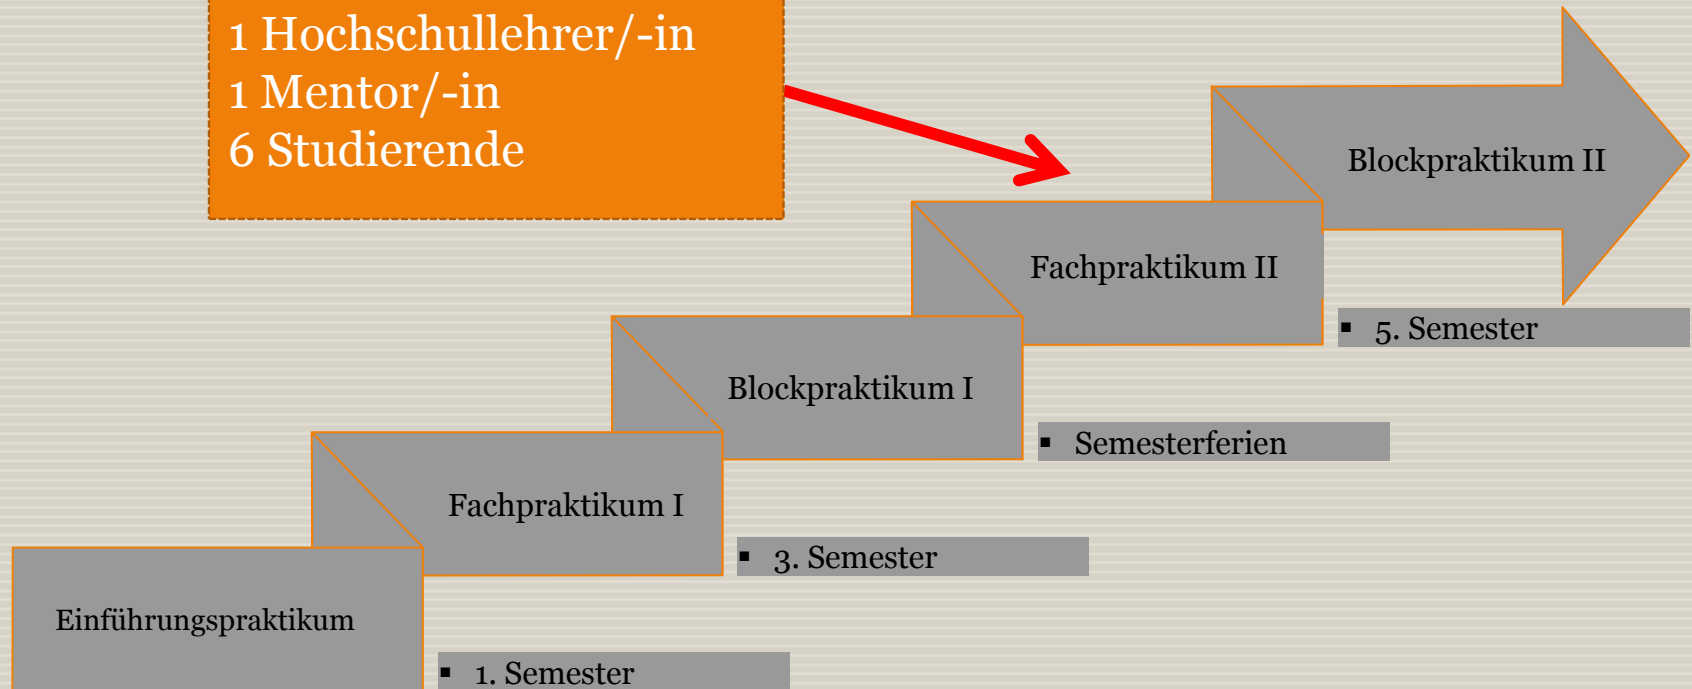 1 Hochschullehrer/-in
1 Mentor/-in
6 Studierende
Blockpraktikum II
Fachpraktikum II
▪ 5. Semester
Blockpraktikum I
▪ Semesterferien
Fachpraktikum I
▪ 3. Semester
Einführungspraktikum
▪ 1. Semester